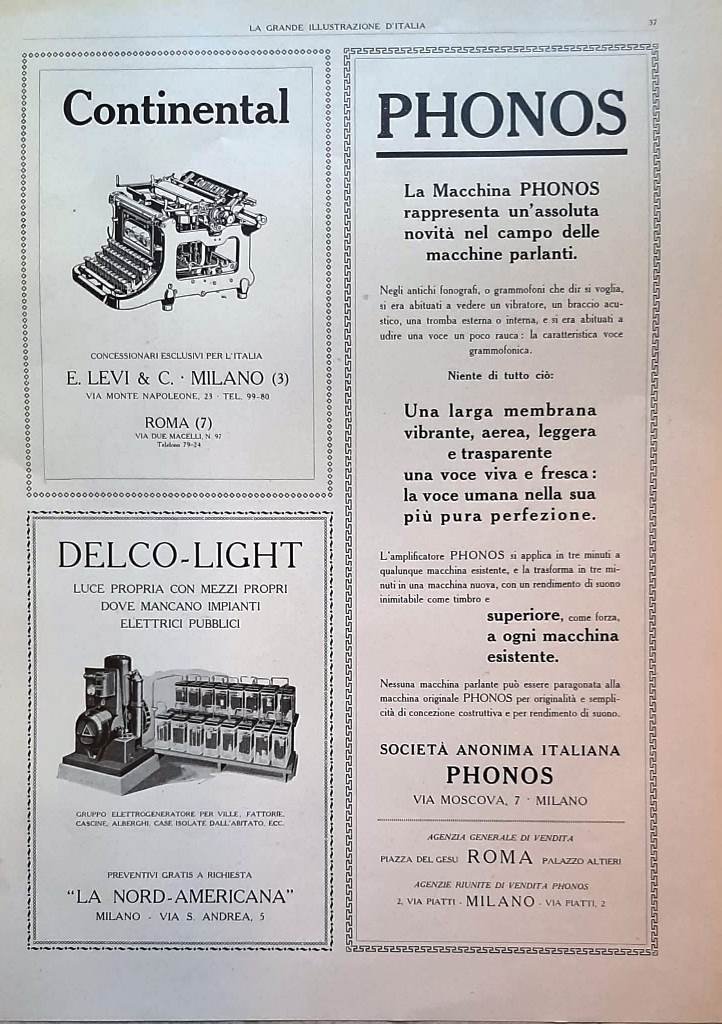 LA GRANDE ILLUSTRAZIONE D'ITALIA
37
Continental
CONCESSIONARI ESCLUSIVI PER L'ITALIA
E. LEVI & C. · MILANO (3)
VIA MONTE NAPOLEONE, 23 · TEL. 99-80
ROMA (7)
VIA DUE MACELLI, N. 97
Telefono 79-24
DELCO-LIGHT
LUCE PROPRIA CON MEZZI PROPRI
DOVE MANCANO IMPIANTI
ELETTRICI PUBBLICI
GRUPPO ELETTROGENERATORE PER VILLE, FATTORIE,
CASCINE, ALBERGHI, CASE ISOLATE DALL'ABITATO, ECC.
PREVENTIVI GRATIS A RICHIESTA
"LA NORD-AMERICANA"
MILANO - VIA S. ANDREA, 5
PHONOS
La Macchina PHONOS
rappresenta un'assoluta
novità nel campo delle
macchine parlanti.
Negli antichi fonografi, o grammofoni che dir si voglia,
si era abituati a vedere un vibratore, un braccio acu-
stico, una tromba esterna o interna, e si era abituati a
udire una voce un poco rauca: la caratteristica voce
grammofonica.
Niente di tutto ciò:
Una larga membrana
vibrante, aerea, leggera
e trasparente
una voce viva e fresca:
la voce umana nella sua
più pura perfezione.
L'amplificatore PHONOS si applica in tre minuti a
qualunque macchina esistente, e la trasforma in tre mi-
nuti in una macchina nuova, con un rendimento di suono
inimitabile come timbro e
superiore, come forza,
a ogni macchina
esistente.
Nessuna macchina parlante può essere paragonata alla
macchina originale PHONOS per originalità e sempli-
cità di concezione costruttiva e per rendimento di suono.
SOCIETÀ ANONIMA ITALIANA
PHONOS
VIA MOSCOVA, 7 · MILANO
AGENZIA GENERALE DI VENDITA
PIAZZA DEL GESU ROMA PALAZZO ALTIERI
AGENZIE RIUNITE DI VENDITA PHONOS
2, VIA PIATTI - MILANO - VIA PIATTI, 2